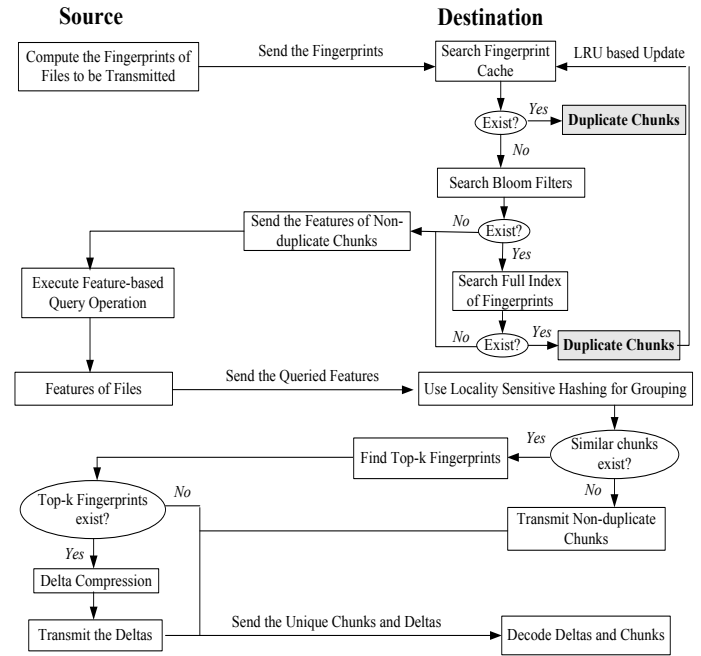 Source
Destination
Compute the Fingerprints of
Files to be Transmitted
Send the Fingerprints
Search Fingerprint
Cache
LRU based Update
Exist?
Yes
Duplicate Chunks
No
Search Bloom Filters
Send the Features of Non-
duplicate Chunks
No
Exist?
Yes
Execute Feature-based
Query Operation
Search Full Index
of Fingerprints
No
Exist?
Yes
Duplicate Chunks
Features of Files
Send the Queried Features
Use Locality Sensitive Hashing for Grouping
Find Top-k Fingerprints
Yes
Similar chunks
exist?
No
Top-k Fingerprints
exist?
No
Transmit Non-duplicate
Chunks
Yes
Delta Compression
Transmit the Deltas
Send the Unique Chunks and Deltas
Decode Deltas and Chunks